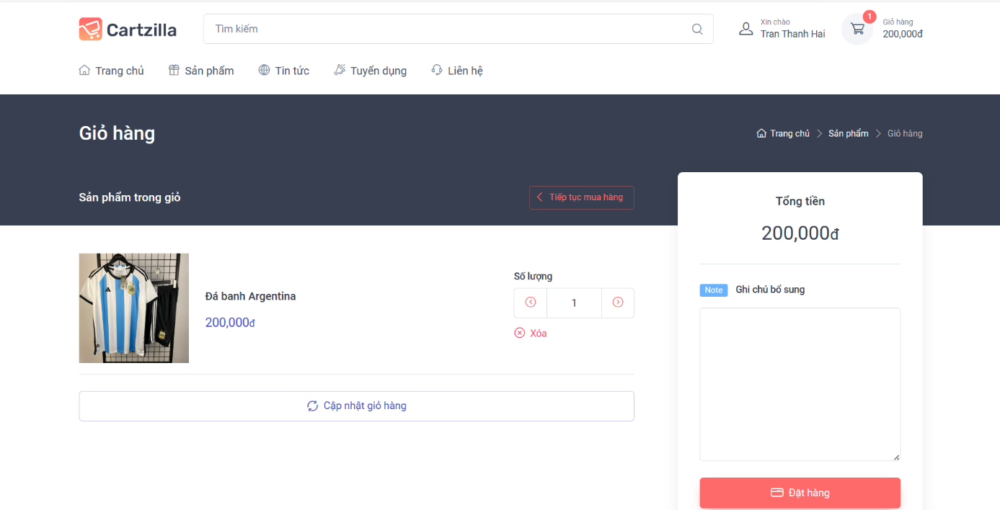 Cartzilla
Tìm kiếm
Xin chào
Tran Thanh Hai
1
Giỏ hàng
200,000đ
Trang chủ
Sản phẩm
Tin tức
Tuyển dụng
Liên hệ
Giỏ hàng
Trang chủ
Sản phẩm
Giỏ hàng
Sản phẩm trong giỏ
Tiếp tục mua hàng
Đá banh Argentina
200,000đ
Số lượng
1
Xóa
Cập nhật giỏ hàng
Tổng tiền
200,000đ
Note Ghi chú bổ sung
Đặt hàng